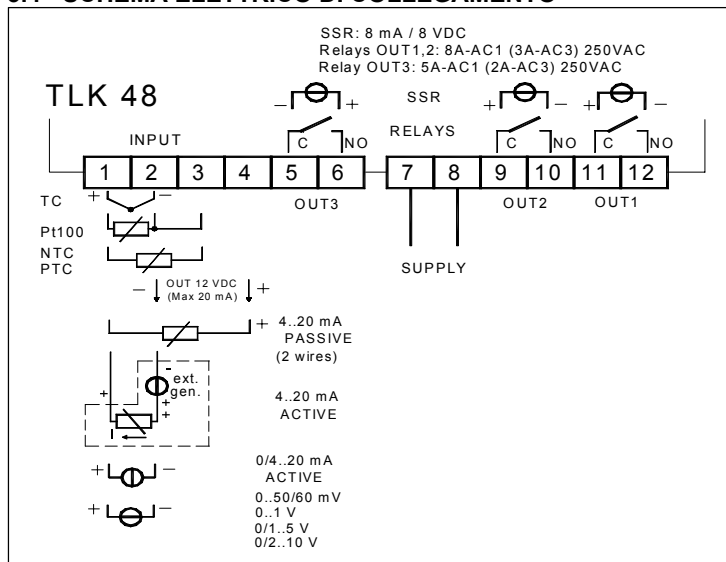 SSR: 8 mA / 8 VDC
Relays OUT1,2: 8A-AC1 (3A-AC3) 250VAC
Relay OUT3: 5A-AC1 (2A-AC3) 250VAC
TLK 48
− + SSR + − + −
INPUT C NO RELAYS C NO C NO
1 2 3 4 5 6 7 8 9 10 11 12
TC + − OUT3 OUT2 OUT1
Pt100
NTC
PTC
SUPPLY
− OUT 12 VDC +
(Max 20 mA)
+ 4..20 mA
PASSIVE
(2 wires)
-
ext.
gen.
+ +
+
4..20 mA
ACTIVE
I
+ − 0/4..20 mA
ACTIVE
+ − 0..50/60 mV
0..1 V
0/1..5 V
0/2..10 V